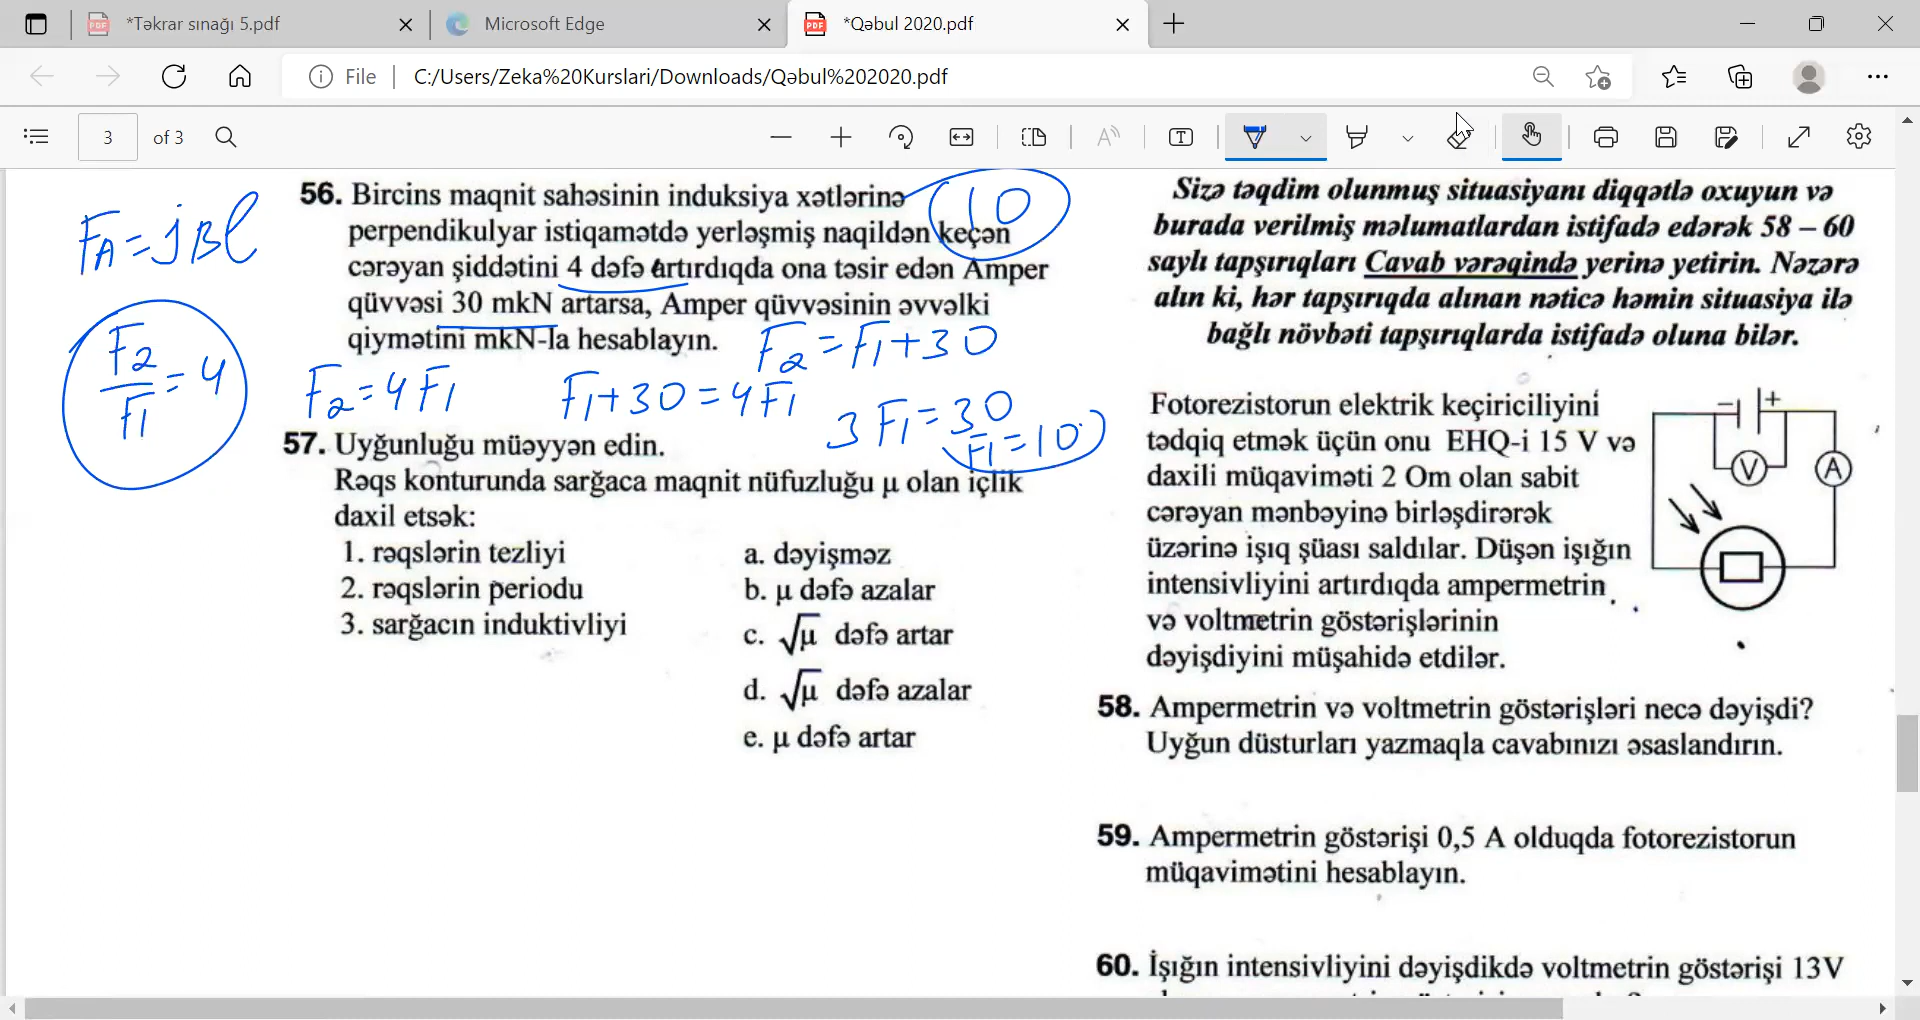 *Təkrar sınağı 5.pdf
Microsoft Edge
*Qəbul 2020.pdf
File
C:/Users/Zeka%20Kurslari/Downloads/Qəbul%202020.pdf
3 of 3
56. Bircins maqnit sahəsinin induksiya xətlərinə
perpendikulyar istiqamətdə yerləşmiş naqildən keçən
cərəyan şiddətini 4 dəfə artırdıqda ona təsir edən Amper
qüvvəsi 30 mkN artarsa, Amper qüvvəsinin əvvəlki
qiymətini mkN-la hesablayın.
10
FA=jBl
F2/F1=4
F2=F1+30
F2=4F1
F1+30=4F1
3F1=30
F1=10
57. Uyğunluğu müəyyən edin.
Rəqs konturunda sarğaca maqnit nüfuzluğu μ olan içlik
daxil etsək:
1. rəqslərin tezliyi
2. rəqslərin periodu
3. sarğacın induktivliyi
a. dəyişməz
b. μ dəfə azalar
c. √μ dəfə artar
d. √μ dəfə azalar
e. μ dəfə artar
Sizə təqdim olunmuş situasiyanı diqqətlə oxuyun və
burada verilmiş məlumatlardan istifadə edərək 58 – 60
saylı tapşırıqları Cavab vərəqində yerinə yetirin. Nəzərə
alın ki, hər tapşırıqda alınan nəticə həmin situasiya ilə
bağlı növbəti tapşırıqlarda istifadə oluna bilər.
Fotorezistorun elektrik keçiriciliyini
tədqiq etmək üçün onu EHQ-i 15 V və
daxili müqaviməti 2 Om olan sabit
cərəyan mənbəyinə birləşdirərək
üzərinə işıq şüası saldılar. Düşən işığın
intensivliyini artırdıqda ampermetrin
və voltmetrin göstərişlərinin
dəyişdiyini müşahidə etdilər.
− +
V
A
58. Ampermetrin və voltmetrin göstərişləri necə dəyişdi?
Uyğun düsturları yazmaqla cavabınızı əsaslandırın.
59. Ampermetrin göstərişi 0,5 A olduqda fotorezistorun
müqavimətini hesablayın.
60. İşığın intensivliyini dəyişdikdə voltmetrin göstərişi 13V